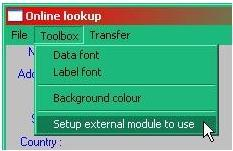 Online lookup
File Toolbox Transfer
Data font
Label font
Background colour
Setup external module to use
Country :